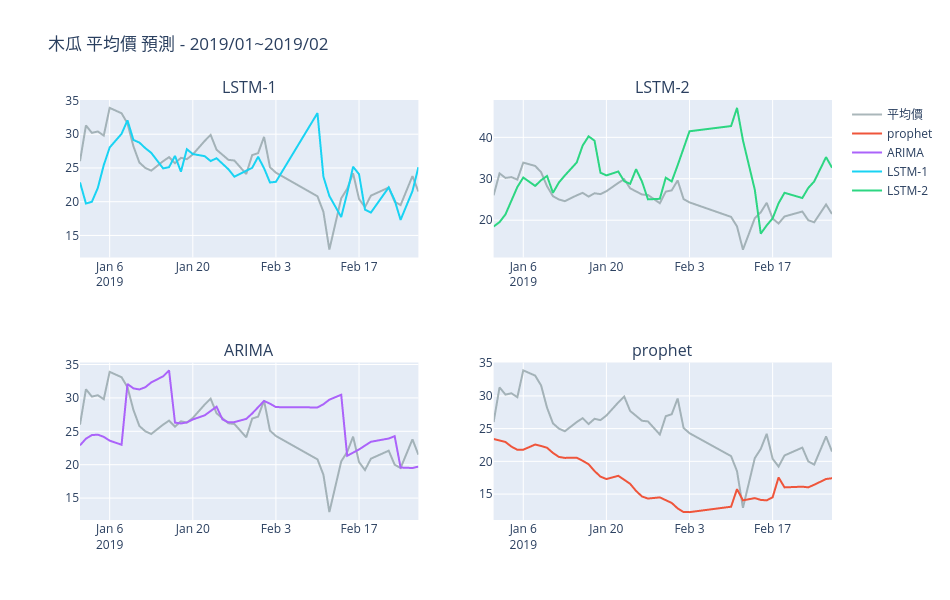 木瓜 平均價 預測 - 2019/01~2019/02
LSTM-1
35
30
25
20
15
Jan 6
2019
Jan 20
Feb 3
Feb 17
LSTM-2
40
30
20
Jan 6
2019
Jan 20
Feb 3
Feb 17
平均價
prophet
ARIMA
LSTM-1
LSTM-2
ARIMA
35
30
25
20
15
Jan 6
2019
Jan 20
Feb 3
Feb 17
prophet
35
30
25
20
15
Jan 6
2019
Jan 20
Feb 3
Feb 17